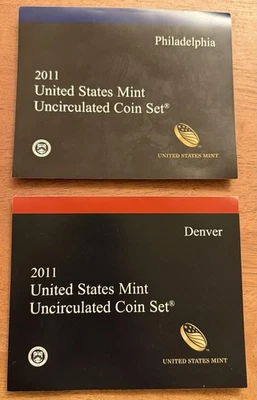 Philadelphia
2011
United States Mint
Uncirculated Coin Set®
UNITED STATES MINT
Denver
2011
United States Mint
Uncirculated Coin Set®
UNITED STATES MINT